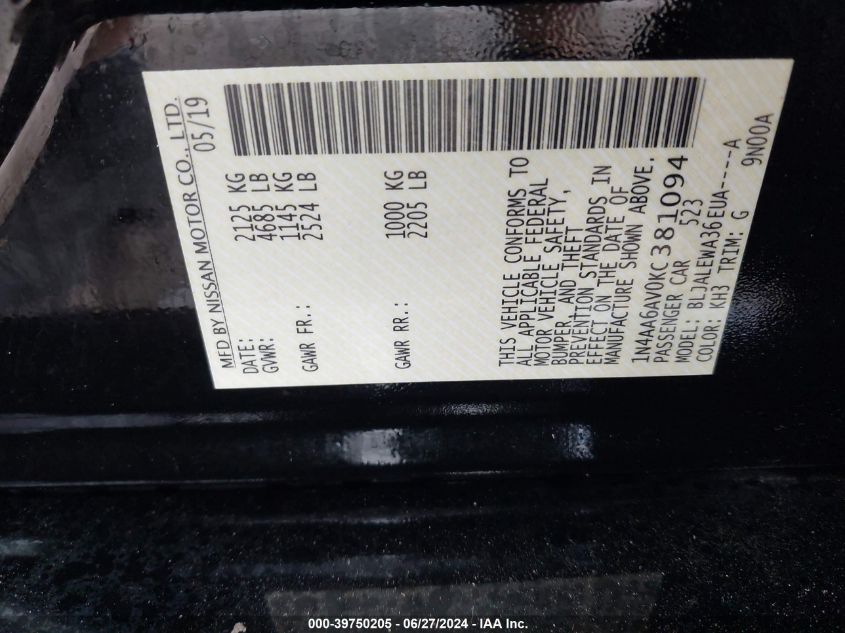 MFD BY NISSAN MOTOR CO., LTD.
DATE: 05/19
GVWR: 2125 KG
4685 LB
GAWR FR.: 1145 KG
2524 LB
GAWR RR.: 1000 KG
2205 LB
THIS VEHICLE CONFORMS TO
ALL APPLICABLE FEDERAL
MOTOR VEHICLE SAFETY,
BUMPER, AND THEFT
PREVENTION STANDARDS IN
EFFECT ON THE DATE OF
MANUFACTURE SHOWN ABOVE.
1N4AA6AV0KC381094
PASSENGER CAR 523
MODEL: BLJALEWA36EUA----A
COLOR: KH3 TRIM: G 9N00A
000-39750205 - 06/27/2024 - IAA Inc.